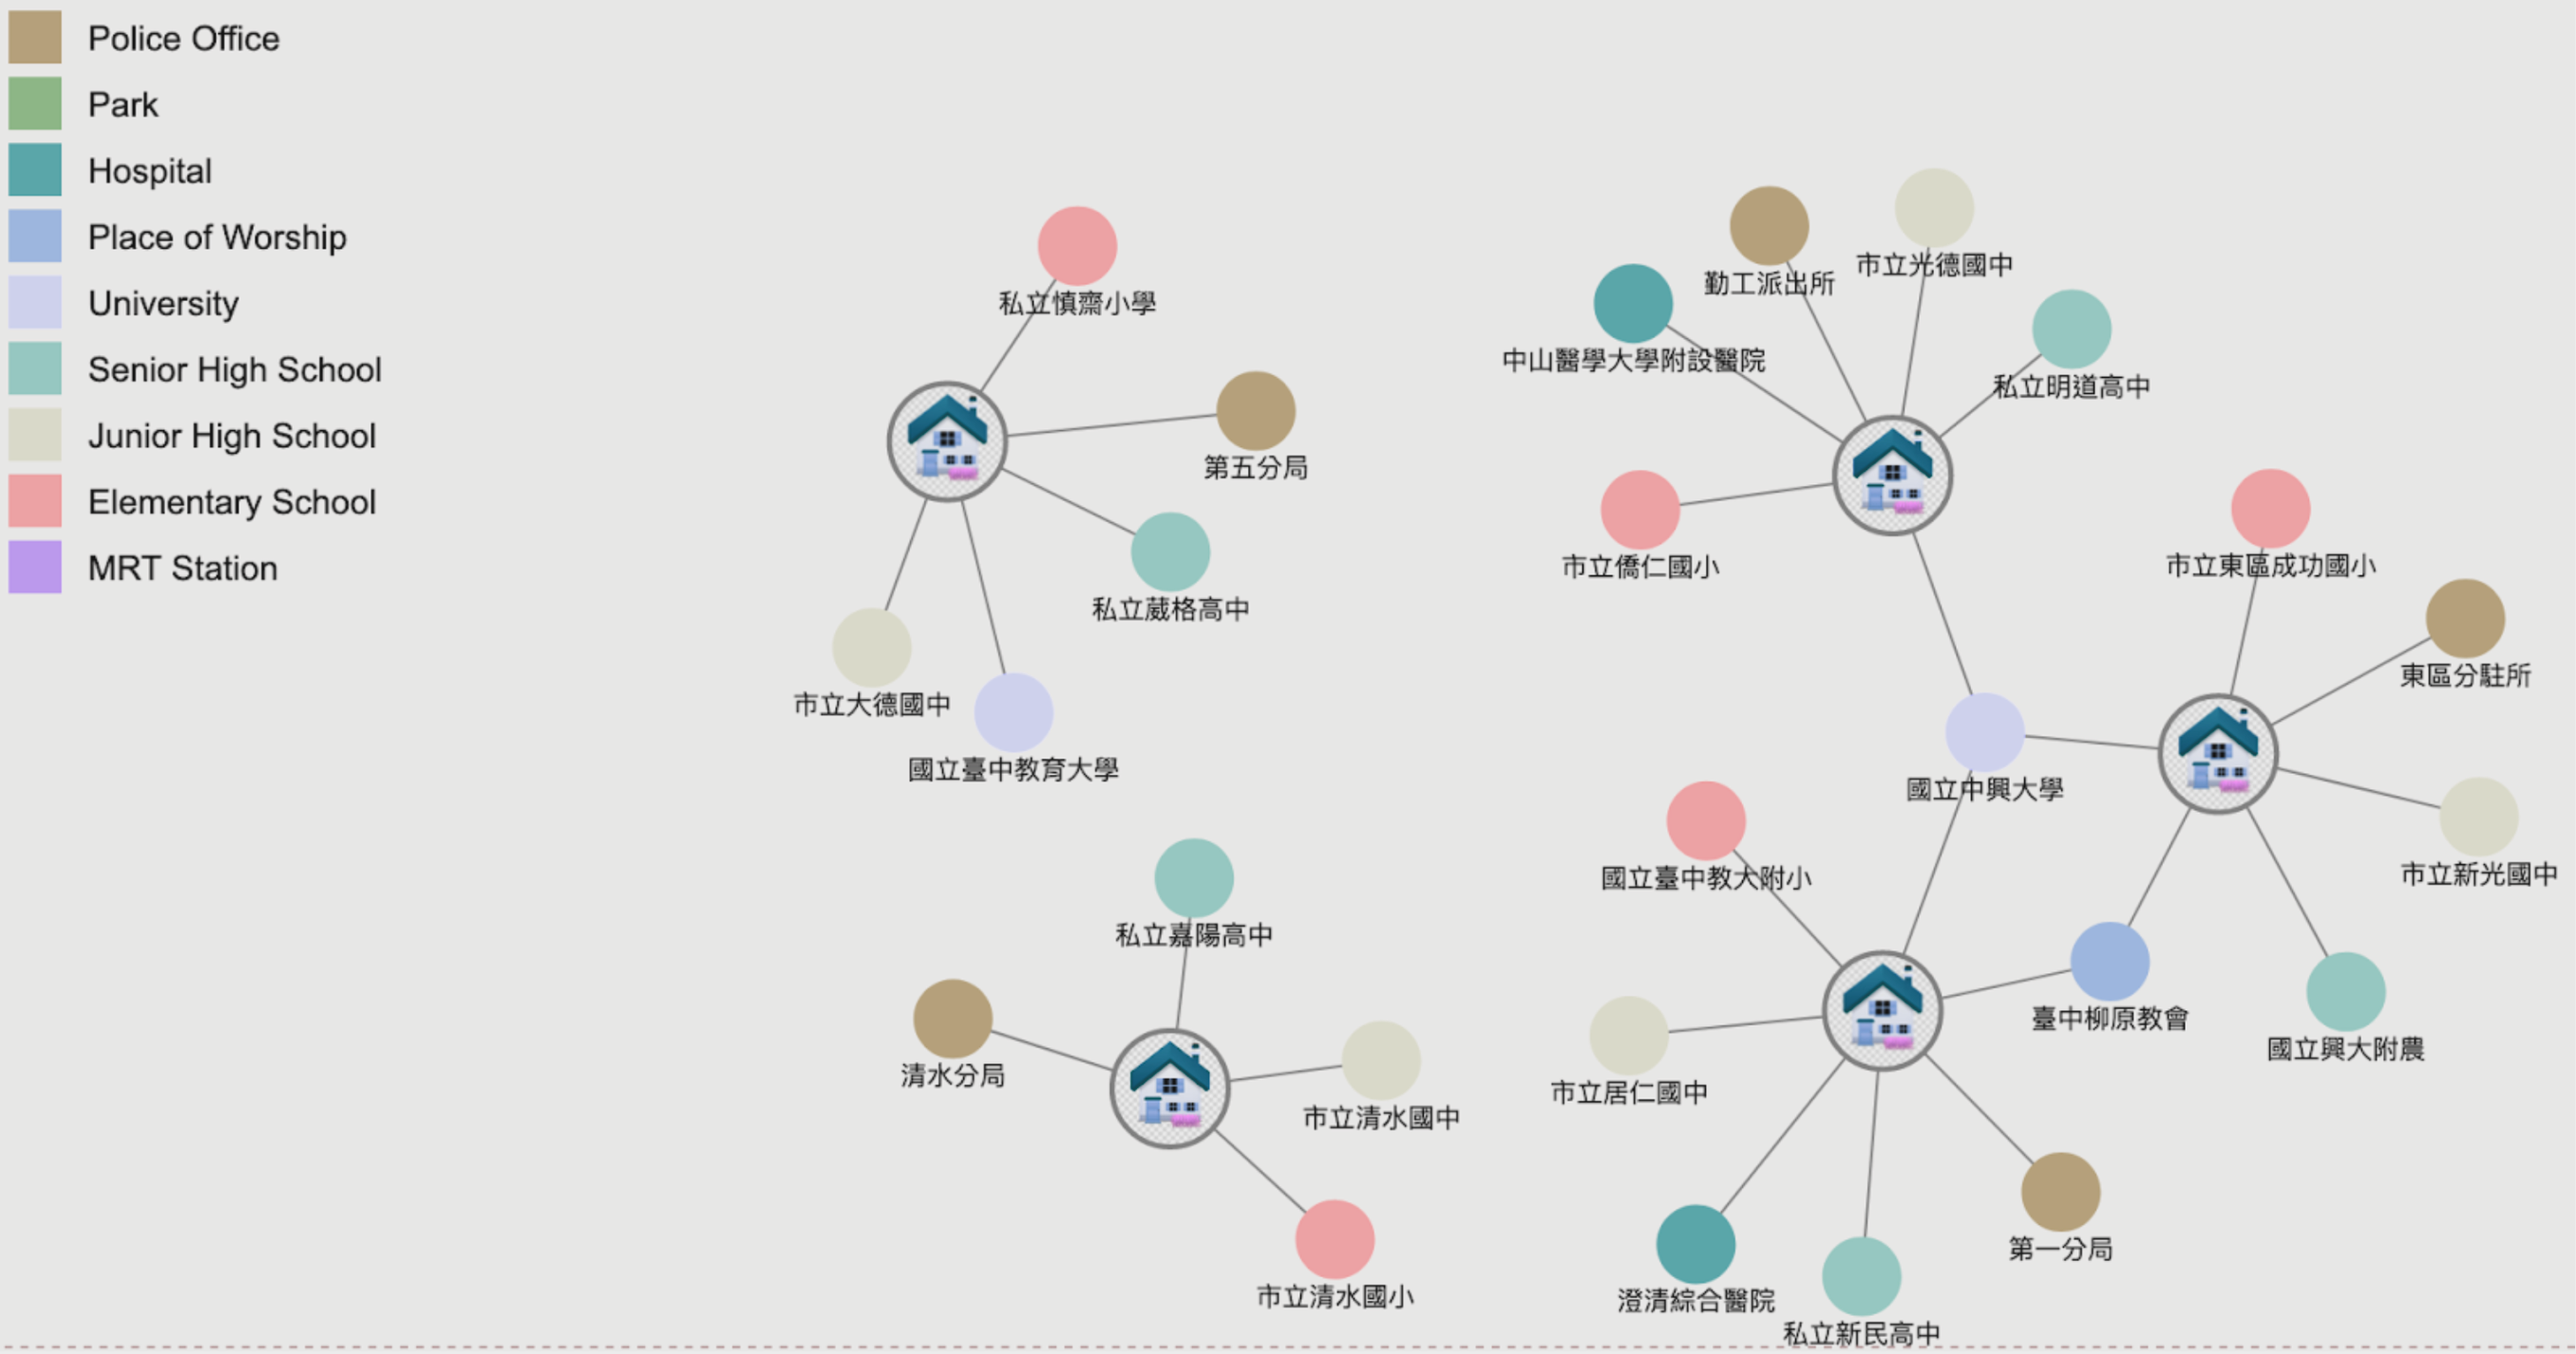 Police Office
Park
Hospital
Place of Worship
University
Senior High School
Junior High School
Elementary School
MRT Station
私立慎齋小學
第五分局
私立葳格高中
市立大德國中
國立臺中教育大學
私立嘉陽高中
清水分局
市立清水國中
市立清水國小
勤工派出所
市立光德國中
中山醫學大學附設醫院
私立明道高中
市立僑仁國小
市立東區成功國小
東區分駐所
國立中興大學
市立新光國中
國立臺中教大附小
臺中柳原教會
國立興大附農
市立居仁國中
第一分局
澄清綜合醫院
私立新民高中